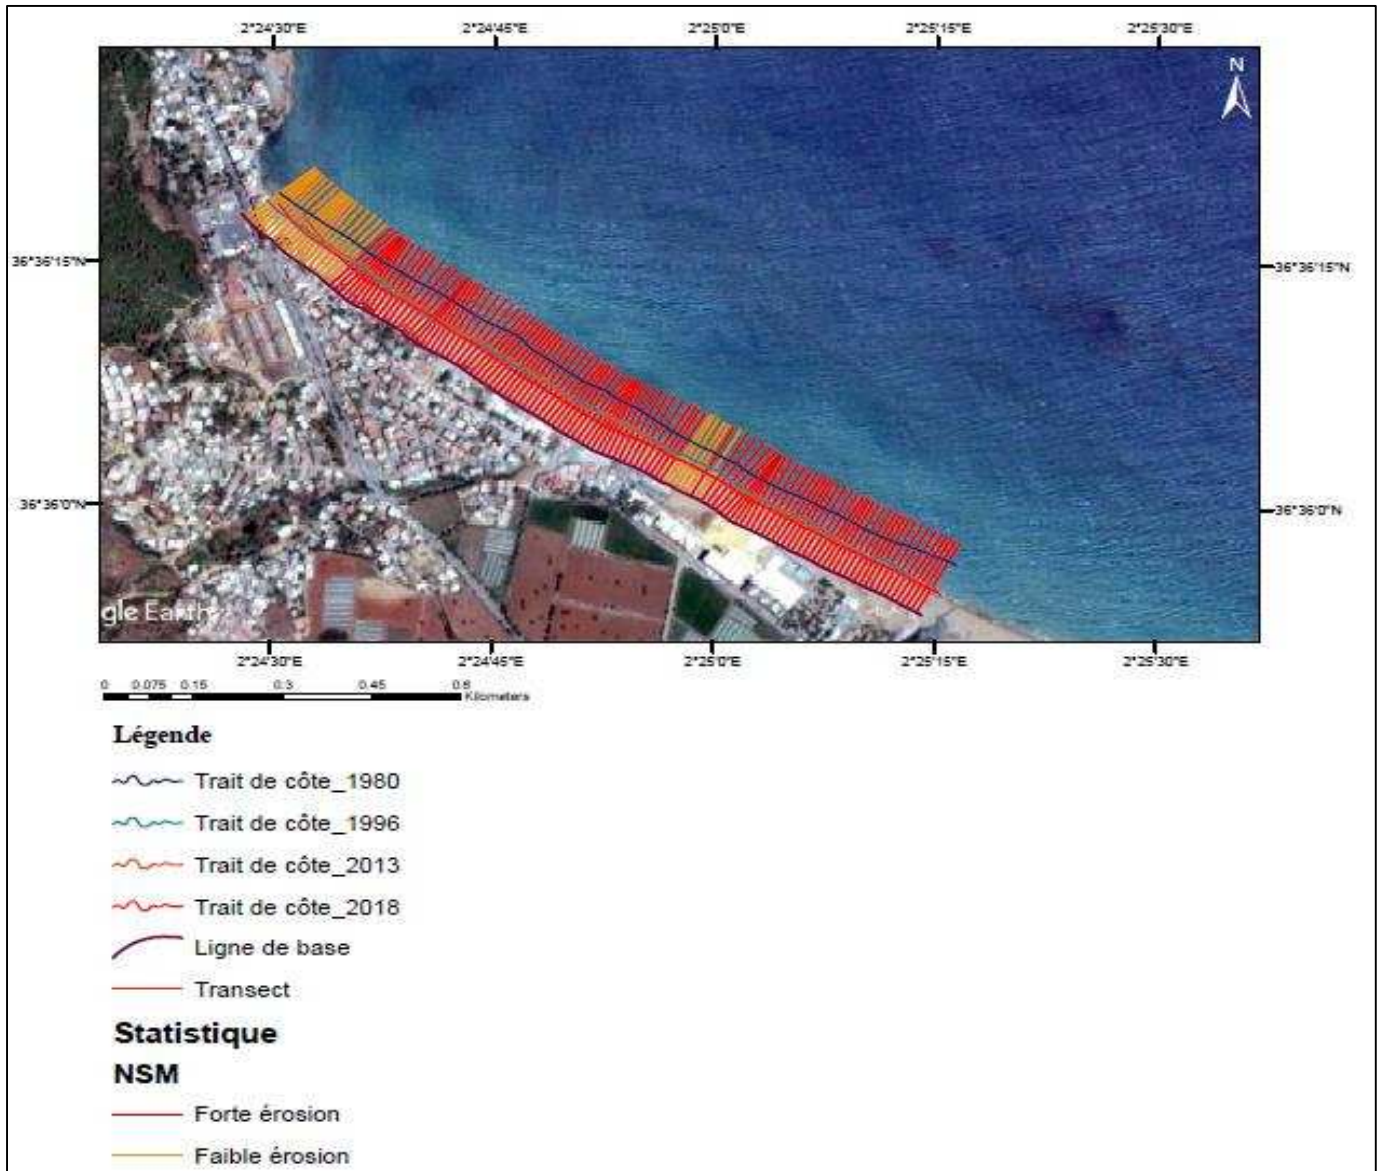 2°24'30"E 2°24'45"E 2°25'0"E 2°25'15"E 2°25'30"E
N
36°36'15"N 36°36'15"N
36°36'0"N 36°36'0"N
gle Earth
2°24'30"E 2°24'45"E 2°25'0"E 2°25'15"E 2°25'30"E
0 0.075 0.15 0.3 0.45 0.6
Kilometers
Légende
Trait de côte_1980
Trait de côte_1996
Trait de côte_2013
Trait de côte_2018
Ligne de base
Transect
Statistique
NSM
Forte érosion
Faible érosion